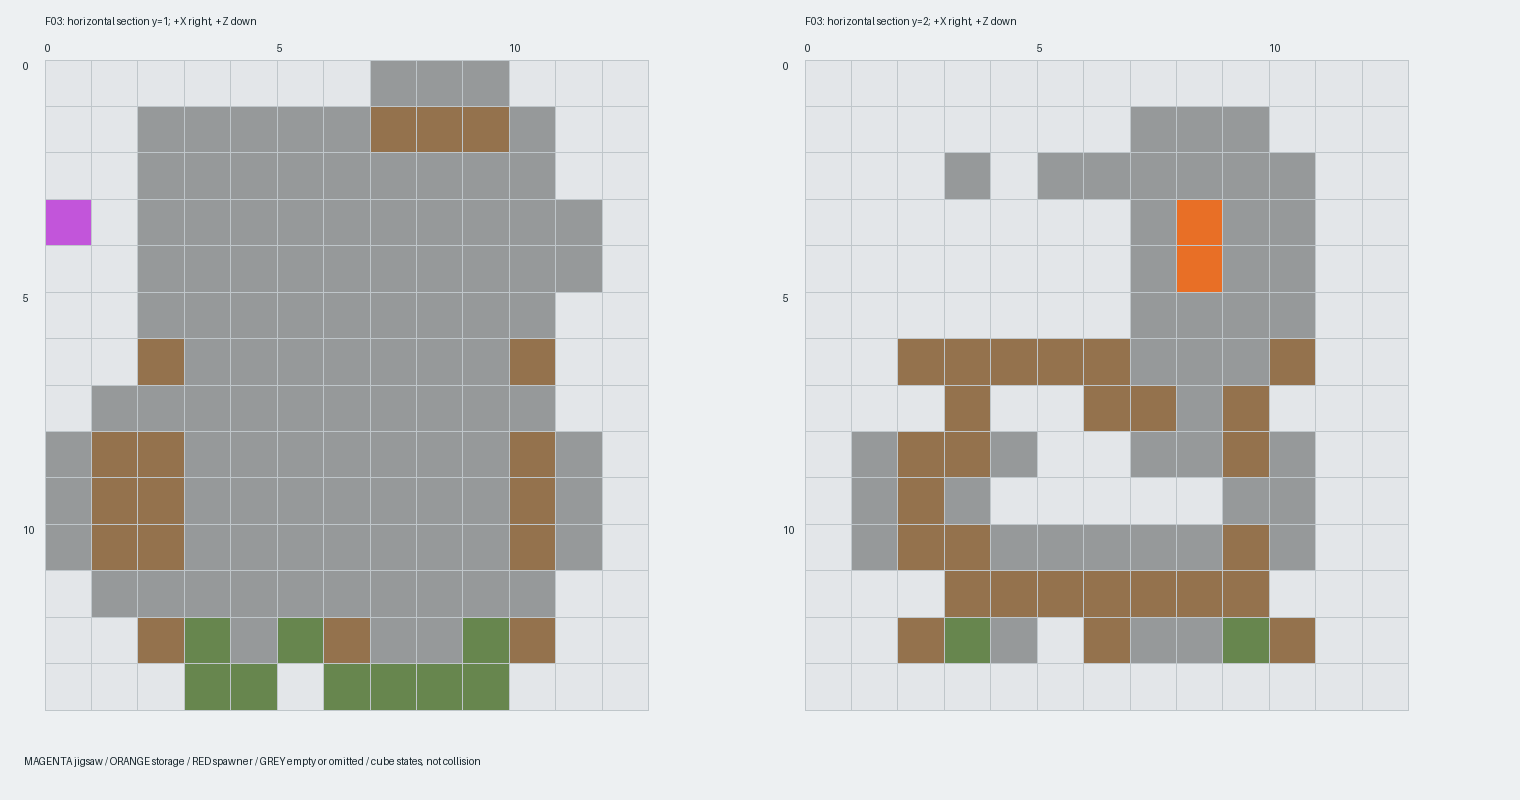 F03: horizontal section y=1; +X right, +Z down
F03: horizontal section y=2; +X right, +Z down
0 5 10
0 5 10
0
0
5
5
10
10
MAGENTA jigsaw / ORANGE storage / RED spawner / GREY empty or omitted / cube states, not collision